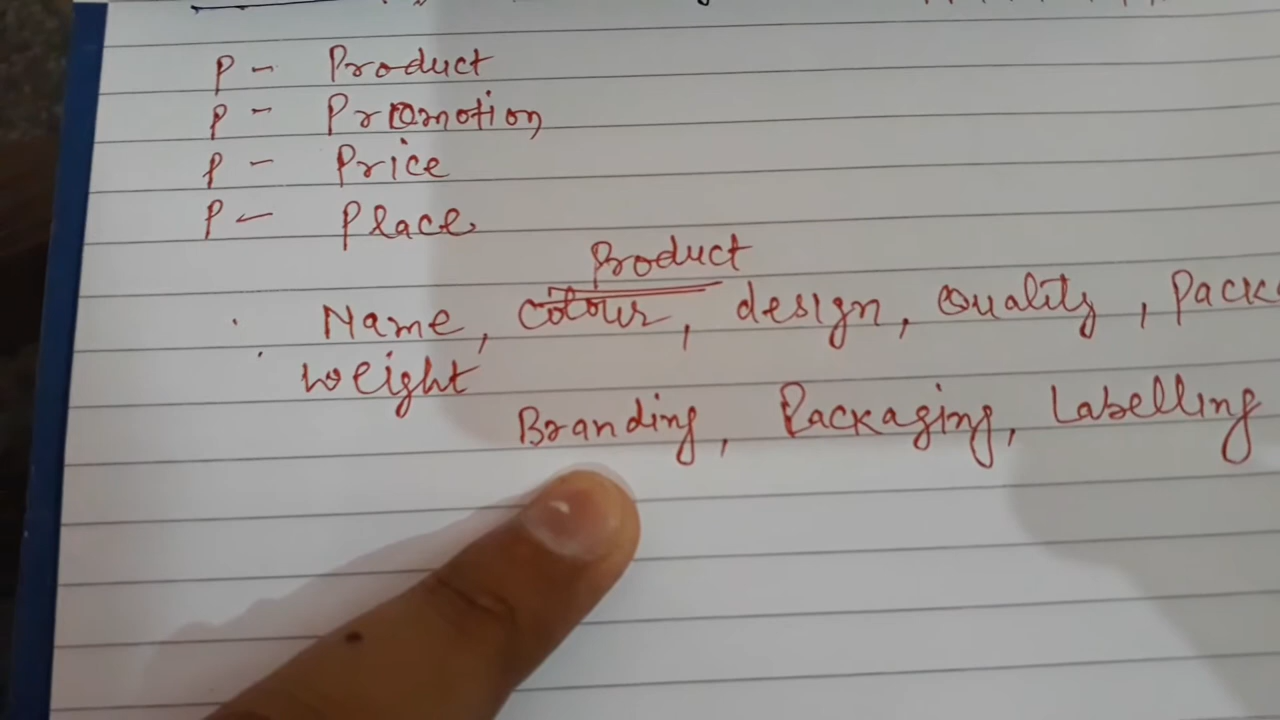 P - Product
P - Promotion
P - Price
P - Place
Product
Name, colour, design, Quality, Pack
weight
Branding, Packaging, Labelling